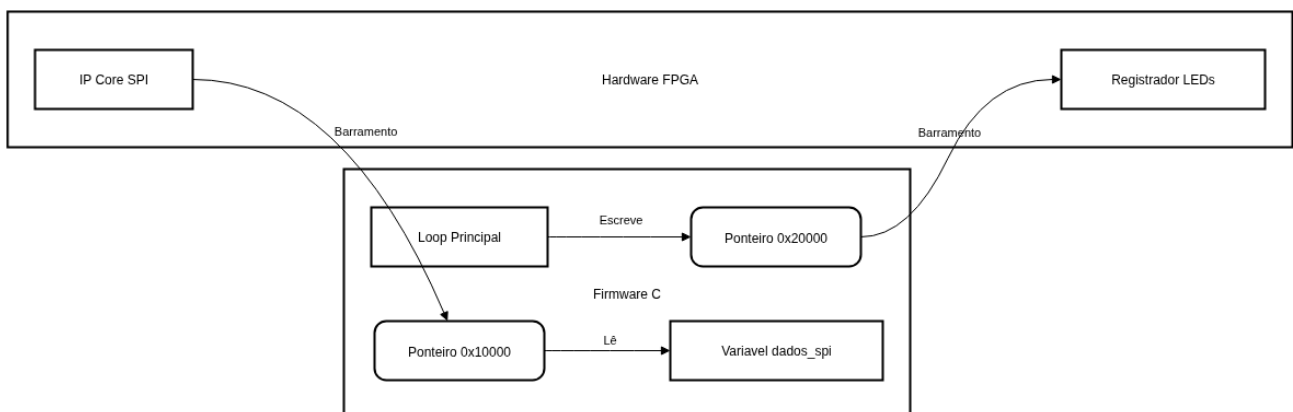 IP Core SPI
Hardware FPGA
Registrador LEDs
Barramento
Barramento
Loop Principal
Escreve
Ponteiro 0x20000
Firmware C
Ponteiro 0x10000
Lê
Variavel dados_spi